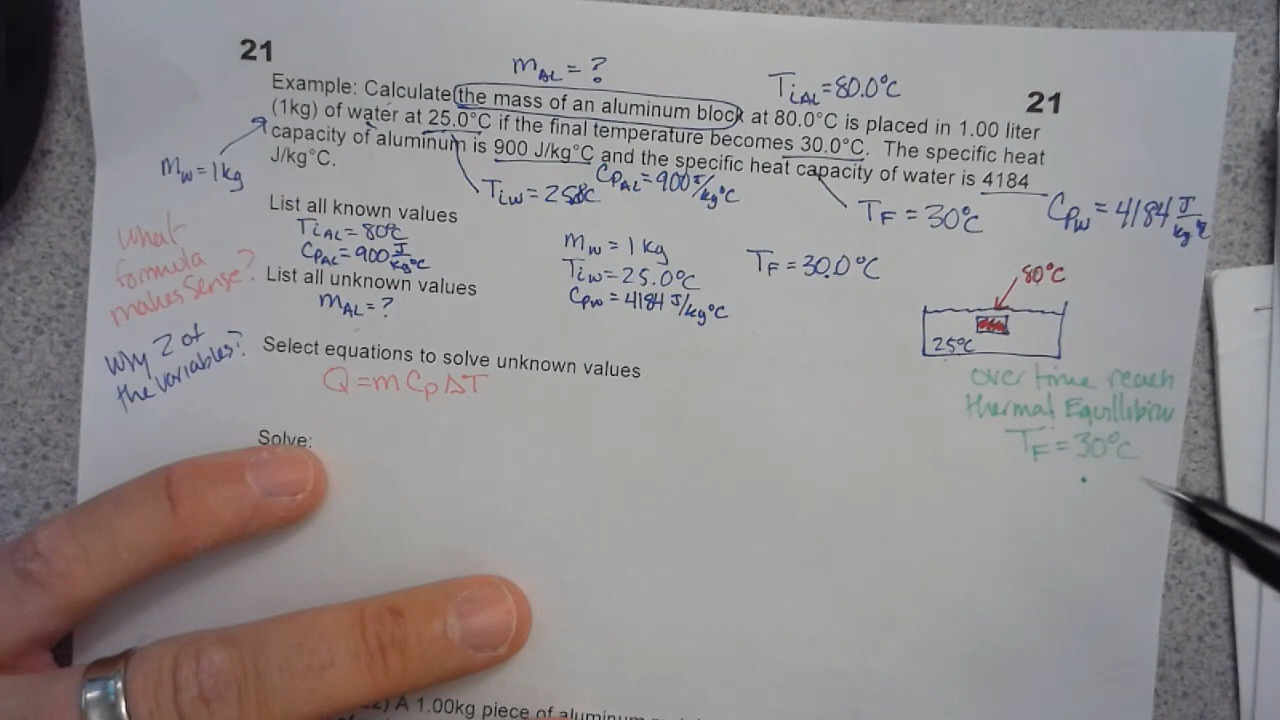 21
m_AL = ?
T_iAL = 80.0°C
21
Example: Calculate the mass of an aluminum block at 80.0°C is placed in 1.00 liter
(1kg) of water at 25.0°C if the final temperature becomes 30.0°C. The specific heat
capacity of aluminum is 900 J/kg°C and the specific heat capacity of water is 4184
J/kg°C.
m_w = 1kg
T_iw = 25°C
C_PAL = 900 J/kg°C
T_F = 30°C
C_Pw = 4184 J/kg°C
List all known values
T_iAL = 80°C
C_PAL = 900 J/kg°C
m_w = 1 kg
T_iw = 25.0°C
C_Pw = 4184 J/kg°C
T_F = 30.0°C
List all unknown values
m_AL = ?
what
formula
makes sense?
why 2 of
the variables?
80°C
25°C
over time reach
thermal Equillibriu
T_F = 30°C
Select equations to solve unknown values
Q = m C_p ΔT
Solve:
2) A 1.00kg piece of aluminum